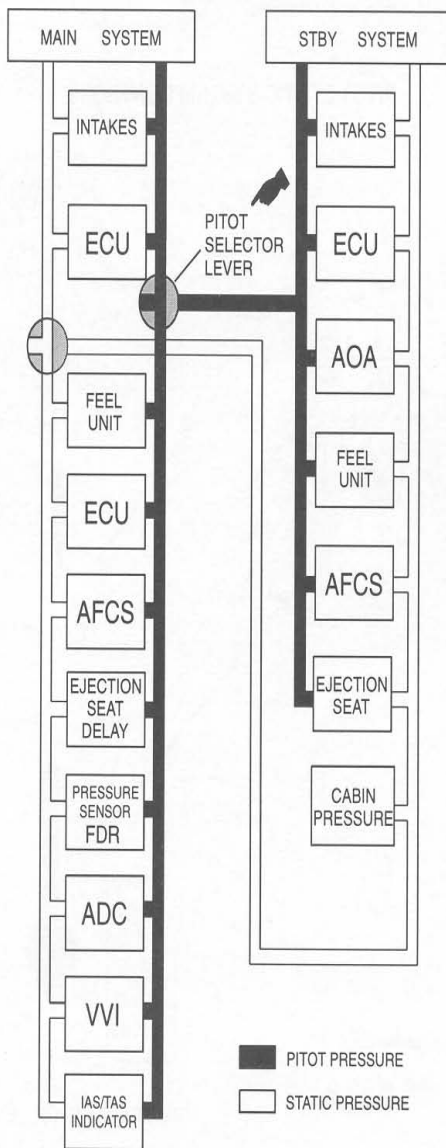 MAIN SYSTEM
INTAKES
ECU
PITOT
SELECTOR
LEVER
FEEL
UNIT
ECU
AFCS
EJECTION
SEAT
DELAY
PRESSURE
SENSOR
FDR
ADC
VVI
IAS/TAS
INDICATOR
STBY SYSTEM
INTAKES
ECU
AOA
FEEL
UNIT
AFCS
EJECTION
SEAT
CABIN
PRESSURE
PITOT PRESSURE
STATIC PRESSURE